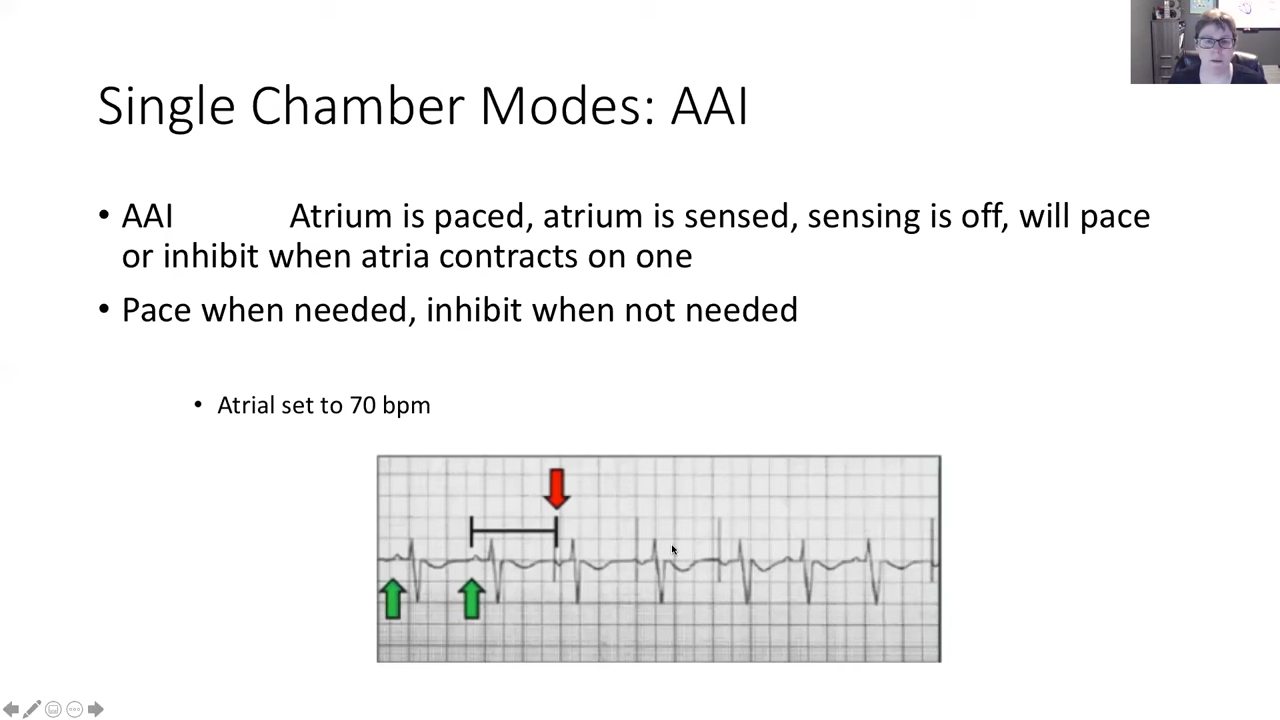 Single Chamber Modes: AAI
• AAI Atrium is paced, atrium is sensed, sensing is off, will pace
or inhibit when atria contracts on one
• Pace when needed, inhibit when not needed
• Atrial set to 70 bpm